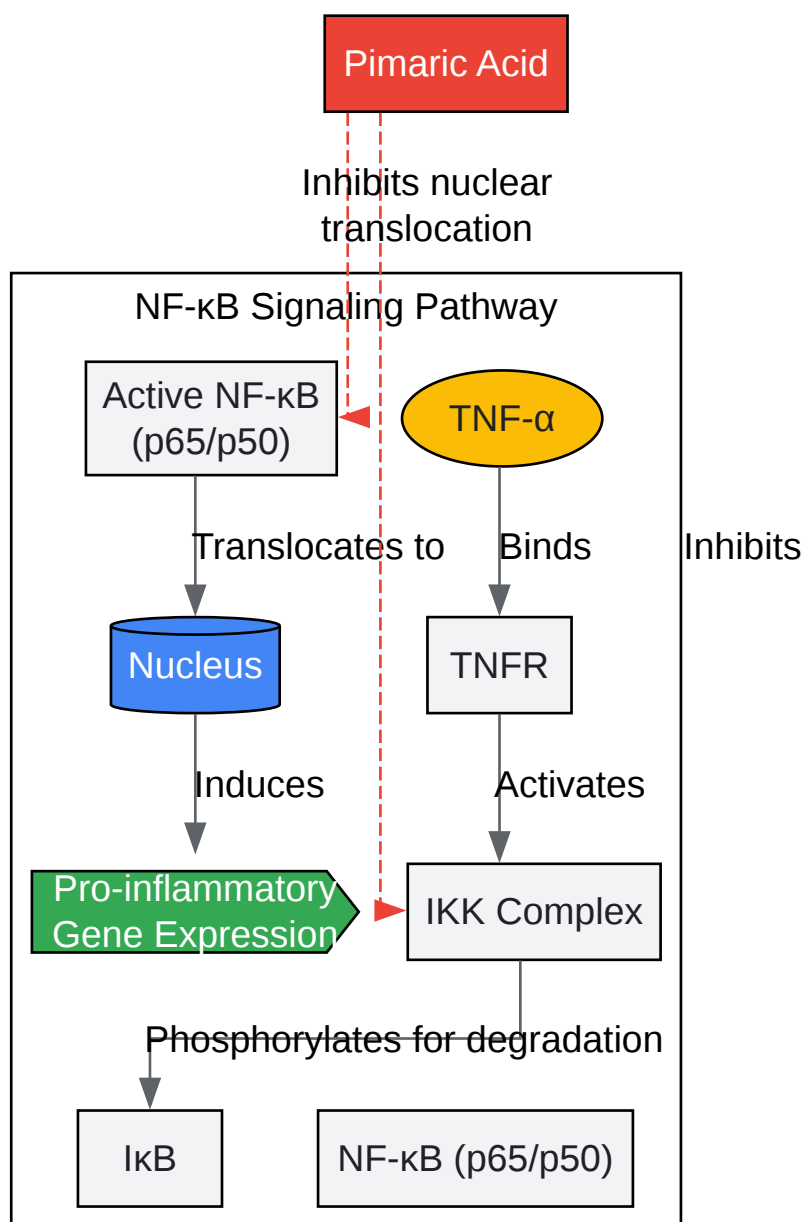 Pimaric Acid
Inhibits nuclear
translocation
NF-κB Signaling Pathway
Active NF-κB
(p65/p50)
TNF-α
Translocates to
Binds
Inhibits
Nucleus
TNFR
Induces
Activates
Pro-inflammatory
Gene Expression
IKK Complex
Phosphorylates for degradation
IκB
NF-κB (p65/p50)